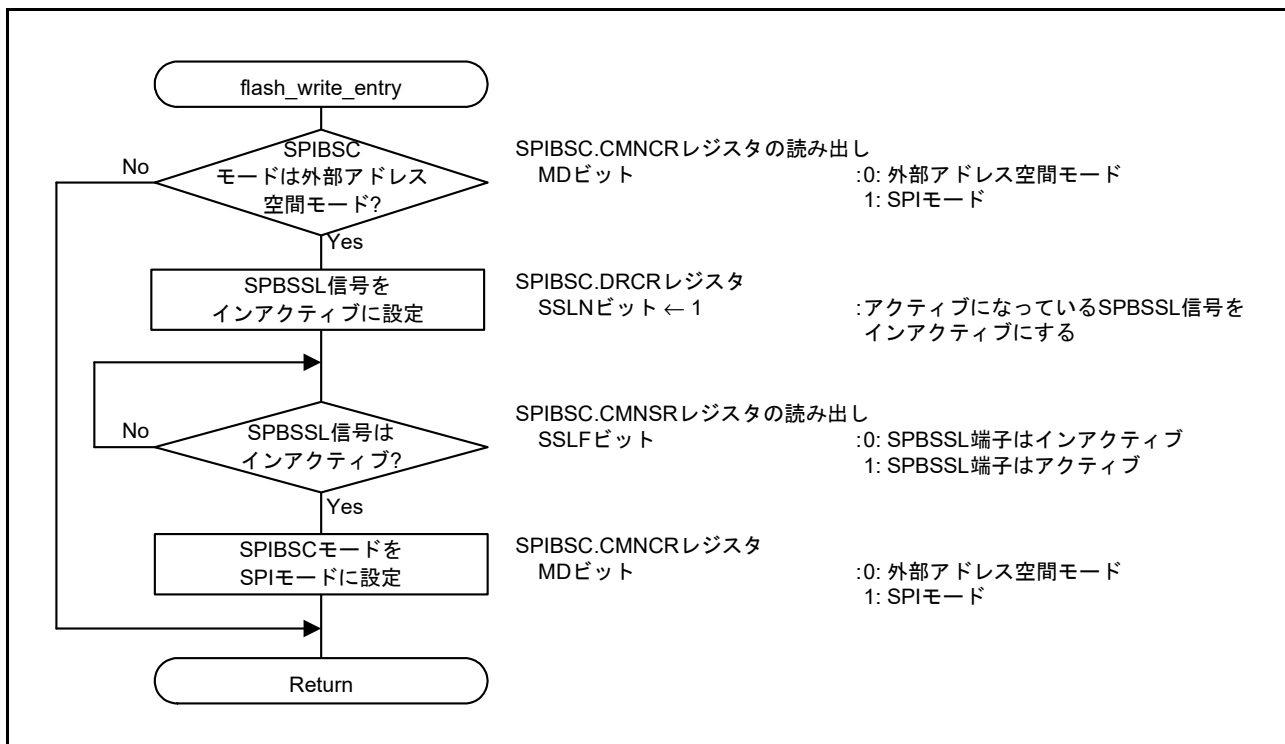 flash_write_entry
SPIBSC
モードは外部アドレス
空間モード?
No
Yes
SPIBSC.CMNCRレジスタの読み出し
MDビット :0: 外部アドレス空間モード
1: SPIモード
SPBSSL信号を
インアクティブに設定
SPIBSC.DRCRレジスタ
SSLNビット ← 1 :アクティブになっているSPBSSL信号を
インアクティブにする
SPBSSL信号は
インアクティブ?
No
Yes
SPIBSC.CMNSRレジスタの読み出し
SSLFビット :0: SPBSSL端子はインアクティブ
1: SPBSSL端子はアクティブ
SPIBSCモードを
SPIモードに設定
SPIBSC.CMNCRレジスタ
MDビット :0: 外部アドレス空間モード
1: SPIモード
Return